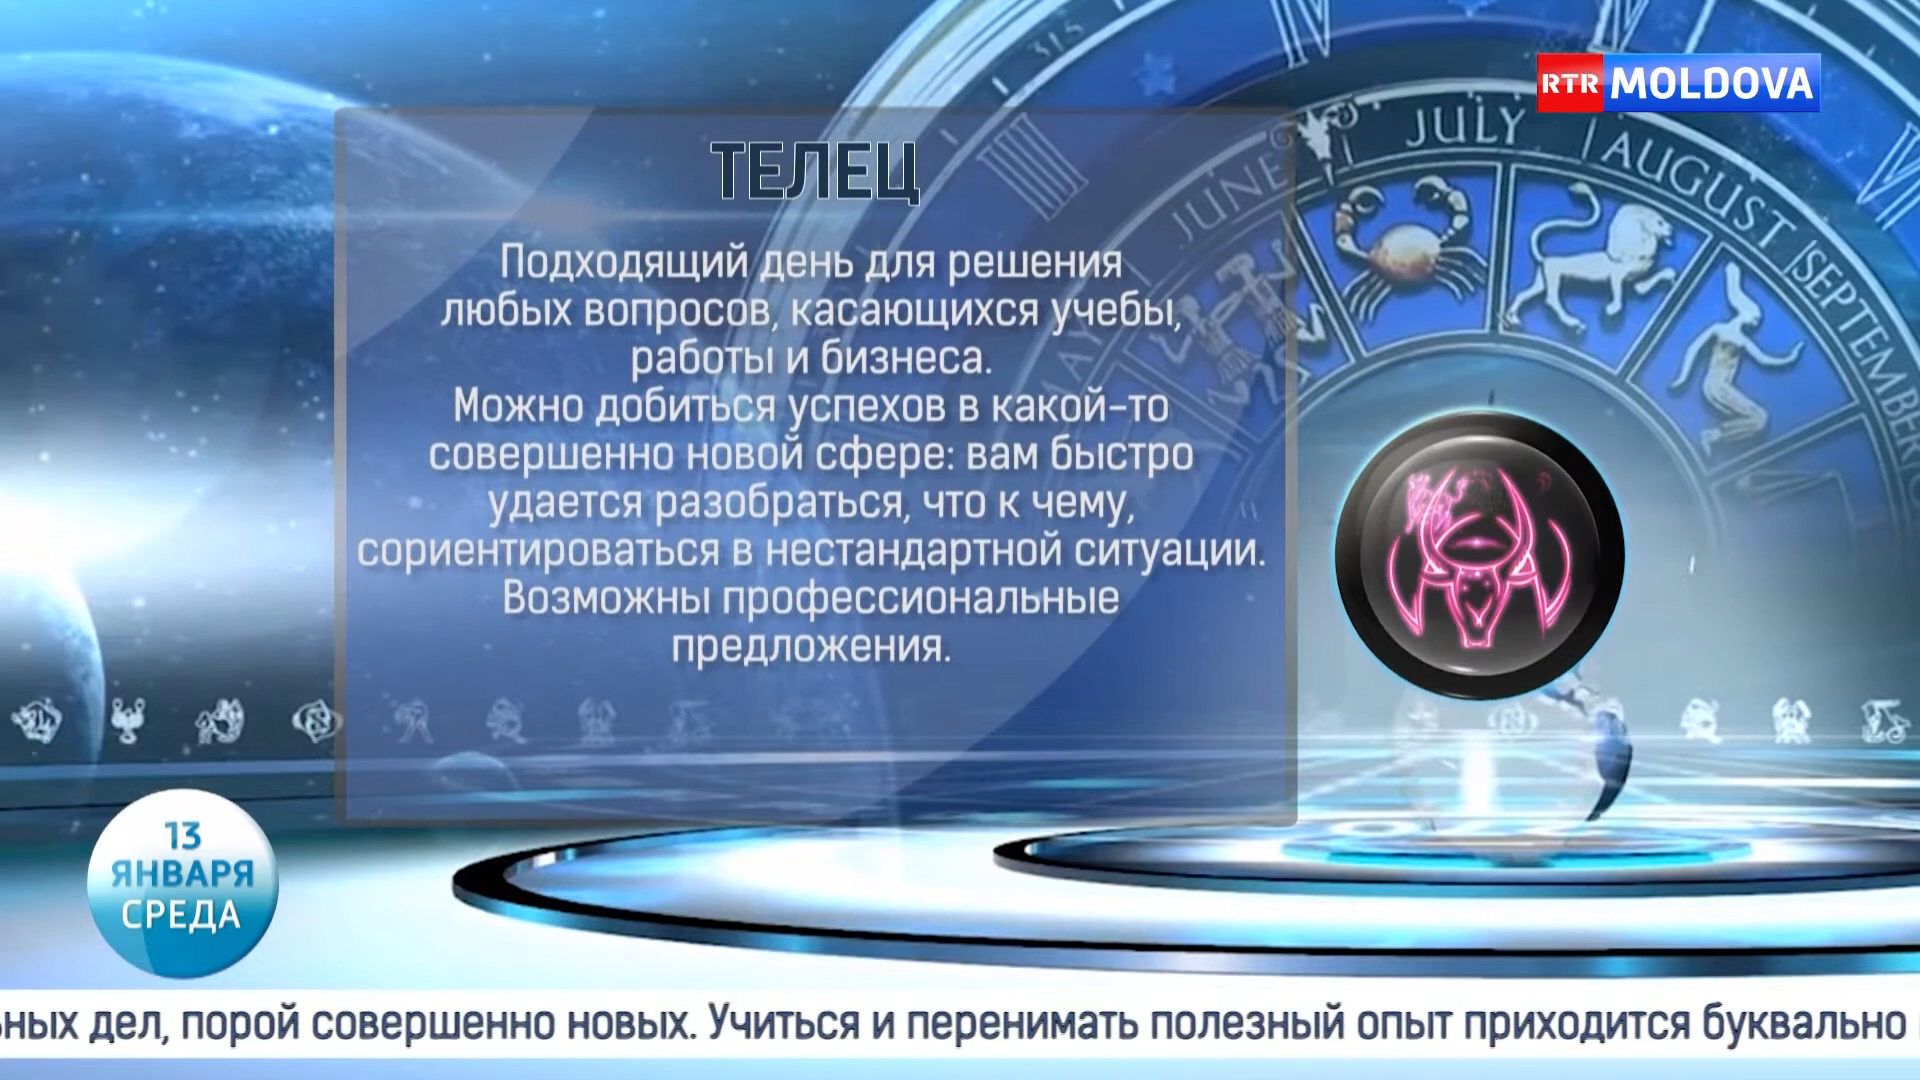 315
RTR MOLDOVA
JUNE
JULY
AUGUST
SEPTEMBER
MAY
ТЕЛЕЦ
Подходящий день для решения
любых вопросов, касающихся учебы,
работы и бизнеса.
Можно добиться успехов в какой-то
совершенно новой сфере: вам быстро
удается разобраться, что к чему,
сориентироваться в нестандартной ситуации.
Возможны профессиональные
предложения.
13
ЯНВАРЯ
СРЕДА
ных дел, порой совершенно новых. Учиться и перенимать полезный опыт приходится буквально